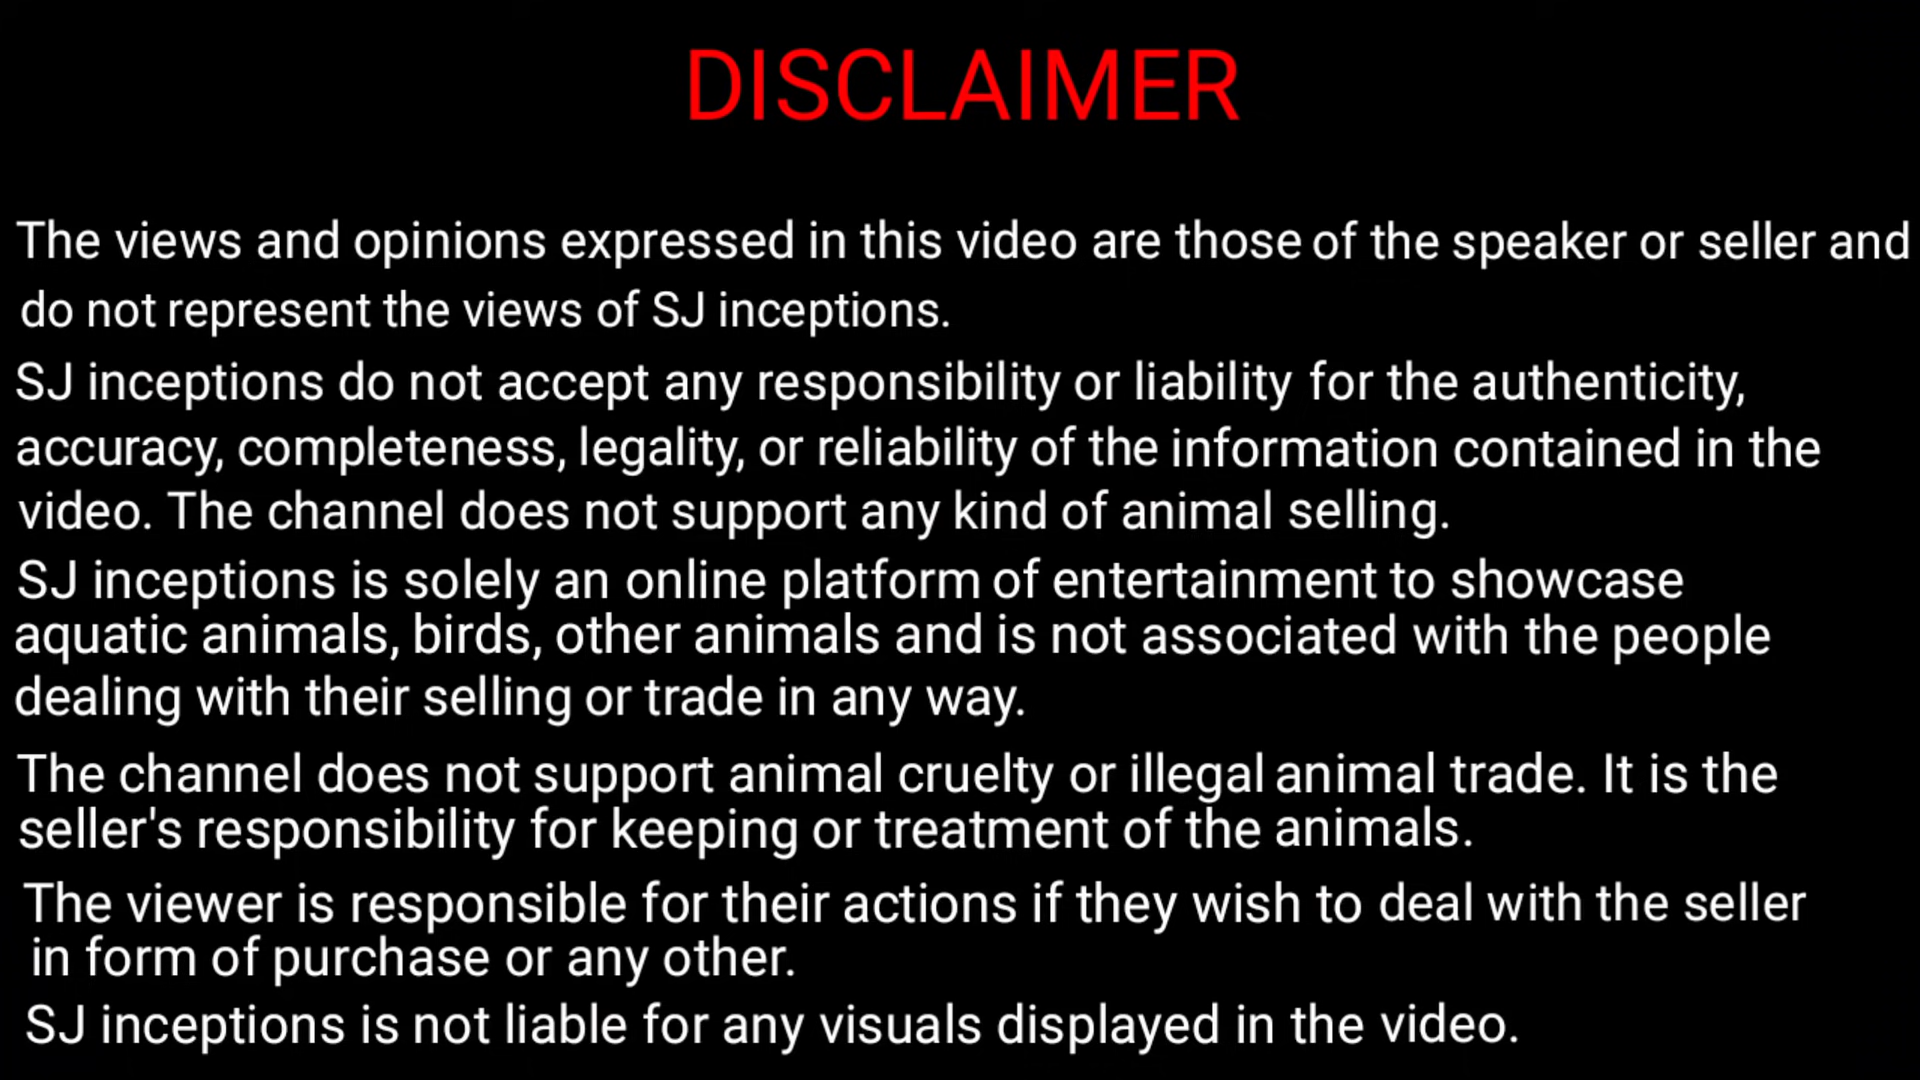 DISCLAIMER
The views and opinions expressed in this video are those of the speaker or seller and
do not represent the views of SJ inceptions.
SJ inceptions do not accept any responsibility or liability for the authenticity,
accuracy, completeness, legality, or reliability of the information contained in the
video. The channel does not support any kind of animal selling.
SJ inceptions is solely an online platform of entertainment to showcase
aquatic animals, birds, other animals and is not associated with the people
dealing with their selling or trade in any way.
The channel does not support animal cruelty or illegal animal trade. It is the
seller's responsibility for keeping or treatment of the animals.
The viewer is responsible for their actions if they wish to deal with the seller
in form of purchase or any other.
SJ inceptions is not liable for any visuals displayed in the video.